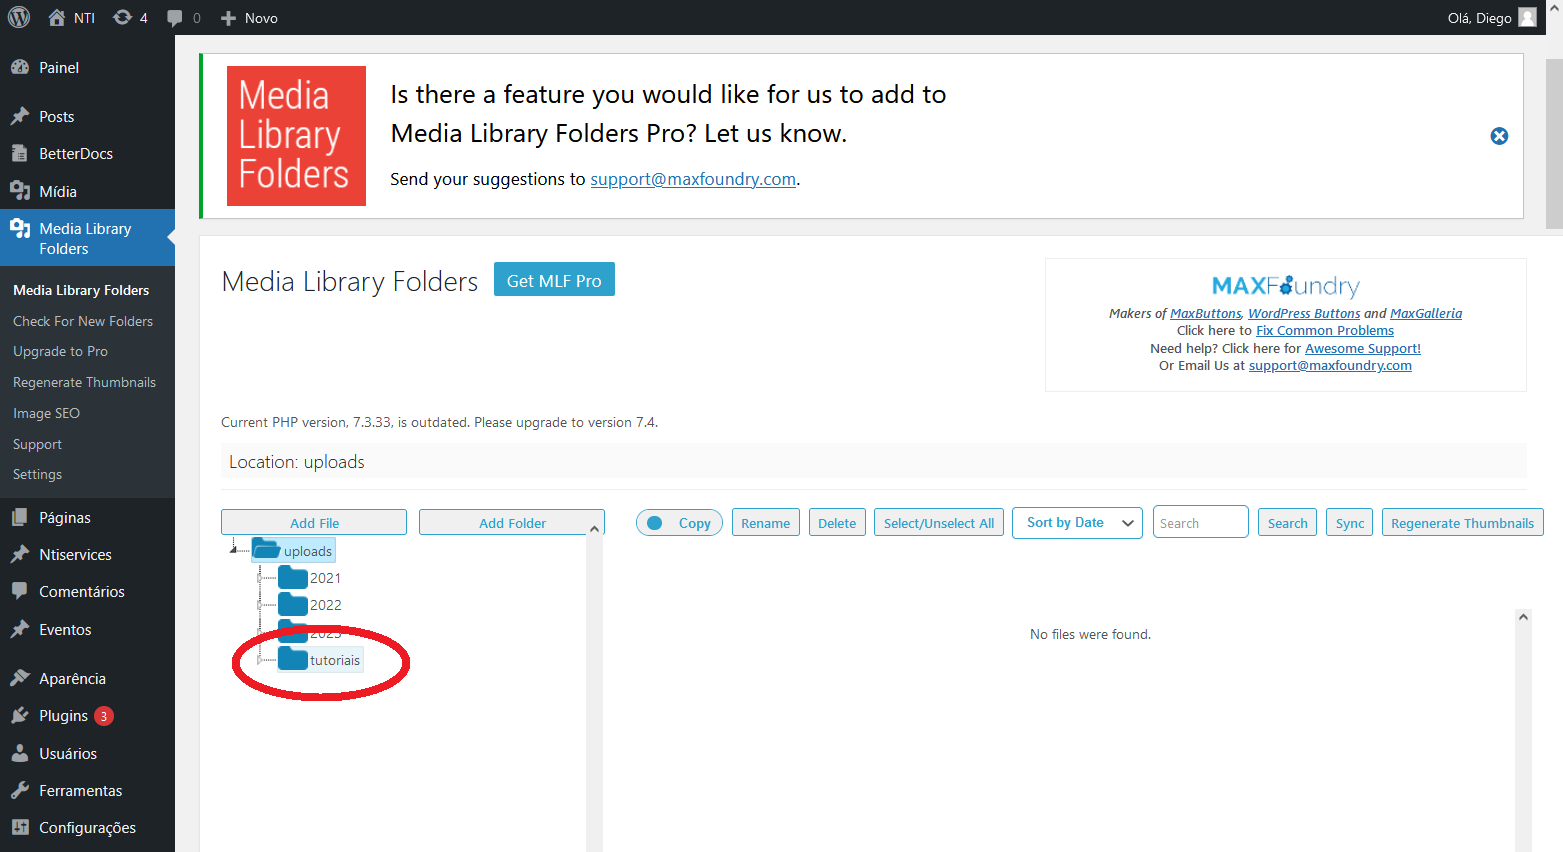 NTI
4
0
Novo
Olá, Diego
Painel
Posts
BetterDocs
Mídia
Media Library
Folders
Media Library Folders
Check For New Folders
Upgrade to Pro
Regenerate Thumbnails
Image SEO
Support
Settings
Páginas
Ntiservices
Comentários
Eventos
Aparência
Plugins 3
Usuários
Ferramentas
Configurações
Media
Library
Folders
Is there a feature you would like for us to add to
Media Library Folders Pro? Let us know.
Send your suggestions to support@maxfoundry.com.
Media Library Folders
Get MLF Pro
MAXFoundry
Makers of MaxButtons, WordPress Buttons and MaxGalleria
Click here to Fix Common Problems
Need help? Click here for Awesome Support!
Or Email Us at support@maxfoundry.com
Current PHP version, 7.3.33, is outdated. Please upgrade to version 7.4.
Location: uploads
Add File
Add Folder
Copy
Rename
Delete
Select/Unselect All
Sort by Date
Search
Search
Sync
Regenerate Thumbnails
uploads
2021
2022
2023
tutoriais
No files were found.